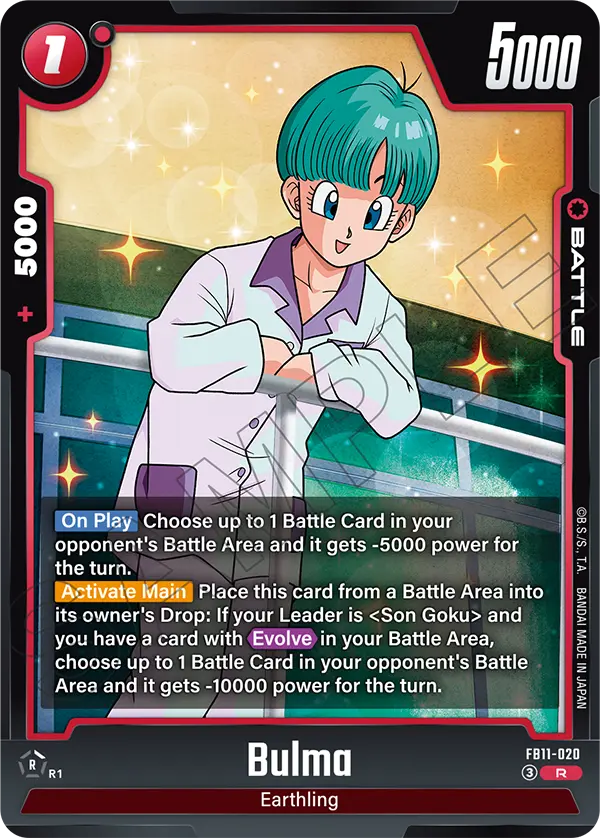 1
5000
+ 5000
BATTLE
MIMI
SAMPLE
On Play Choose up to 1 Battle Card in your
opponent's Battle Area and it gets -5000 power for
the turn.
Activate Main Place this card from a Battle Area into
its owner's Drop: If your Leader is <Son Goku> and
you have a card with Evolve in your Battle Area,
choose up to 1 Battle Card in your opponent's Battle
Area and it gets -10000 power for the turn.
©B.S./S., T.A. BANDAI MADE IN JAPAN
R R1
Bulma
FB11-020
3 R
Earthling